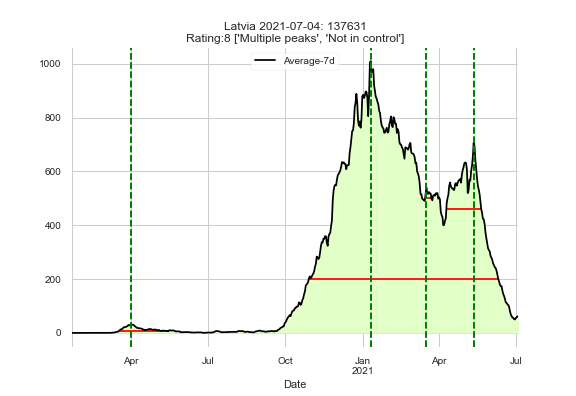 Latvia 2021-07-04: 137631
Rating:8 ['Multiple peaks', 'Not in control']
Average-7d
1000
800
600
400
200
0
Apr Jul Oct Jan Apr Jul
2021
Date